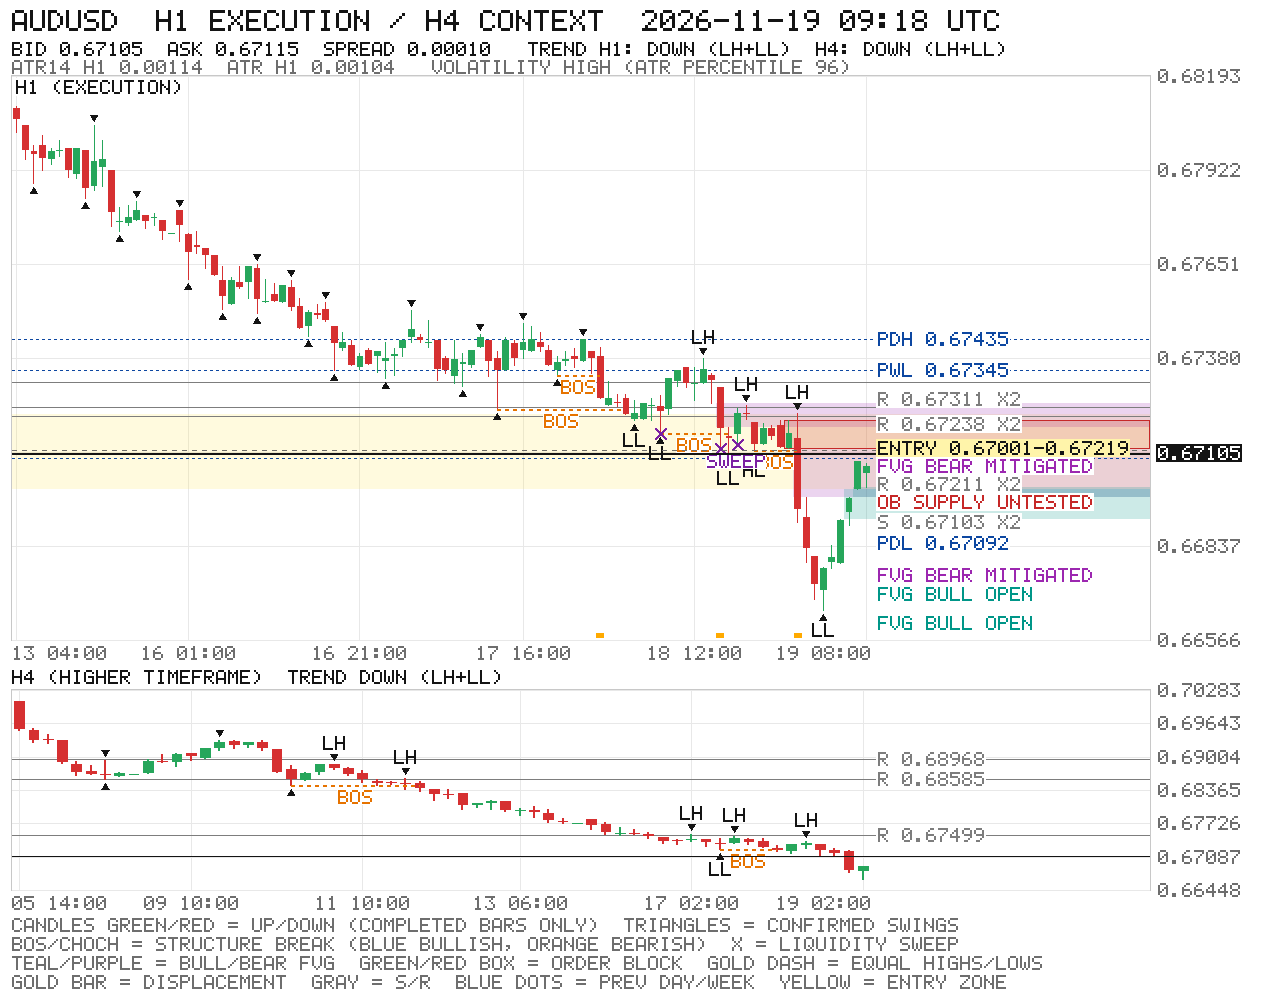 AUDUSD  H1 EXECUTION / H4 CONTEXT  2026-11-19 09:18 UTC
BID 0.67105  ASK 0.67115  SPREAD 0.00010   TREND H1: DOWN (LH+LL)  H4: DOWN (LH+LL)
ATR14 H1 0.00114  ATR H1 0.00104   VOLATILITY HIGH (ATR PERCENTILE 96)
H1 (EXECUTION)
0.68193
0.67922
0.67651
LH
PDH 0.67435
0.67380
PWL 0.67345
BOS
LH
LH
R 0.67311 X2
BOS
R 0.67238 X2
LL
BOS
ENTRY 0.67001-0.67219
LL
0.67105
SWEEP
BOS
FVG BEAR MITIGATED
LL
R 0.67211 X2
OB SUPPLY UNTESTED
S 0.67103 X2
PDL 0.67092
0.66837
FVG BEAR MITIGATED
FVG BULL OPEN
FVG BULL OPEN
LL
0.66566
13 04:00  16 01:00  16 21:00  17 16:00  18 12:00  19 08:00
H4 (HIGHER TIMEFRAME)  TREND DOWN (LH+LL)
0.70283
0.69643
LH
LH
R 0.68968
0.69004
R 0.68585
BOS
0.68365
LH
LH
LH
0.67726
R 0.67499
LL
BOS
0.67087
0.66448
05 14:00  09 10:00  11 10:00  13 06:00  17 02:00  19 02:00
CANDLES GREEN/RED = UP/DOWN (COMPLETED BARS ONLY)  TRIANGLES = CONFIRMED SWINGS
BOS/CHOCH = STRUCTURE BREAK (BLUE BULLISH, ORANGE BEARISH)  X = LIQUIDITY SWEEP
TEAL/PURPLE = BULL/BEAR FVG  GREEN/RED BOX = ORDER BLOCK  GOLD DASH = EQUAL HIGHS/LOWS
GOLD BAR = DISPLACEMENT  GRAY = S/R  BLUE DOTS = PREV DAY/WEEK  YELLOW = ENTRY ZONE